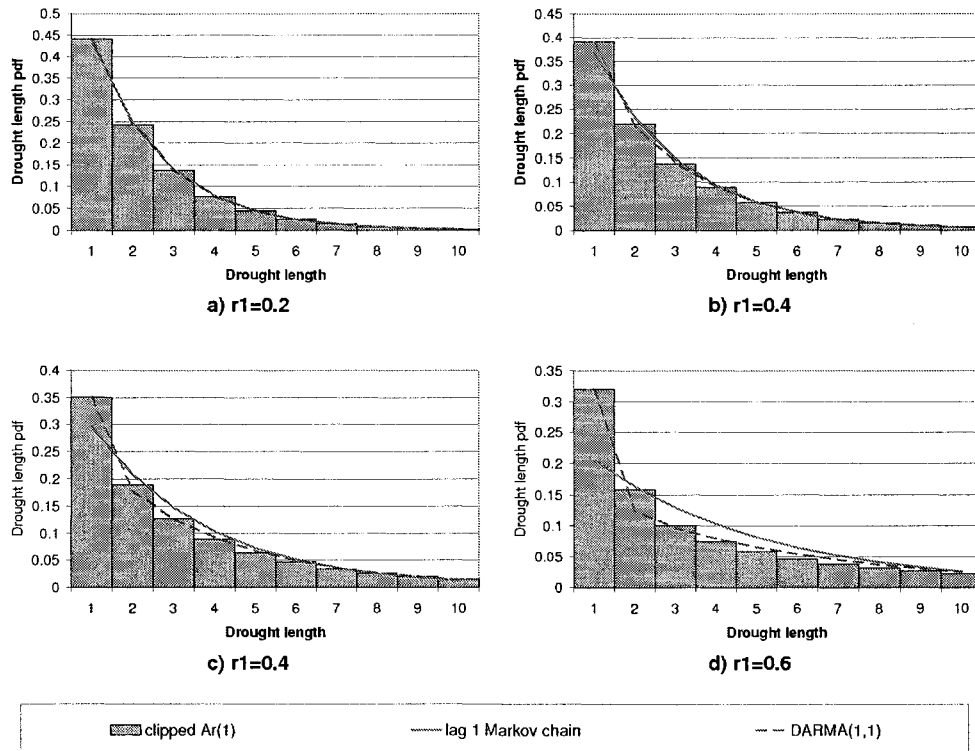 0.5
0.45
0.4
0.35
0.3
0.25
0.2
0.15
0.1
0.05
0
Drought length pdf
1 2 3 4 5 6 7 8 9 10
Drought length
a) r1=0.2
0.45
0.4
0.35
0.3
0.25
0.2
0.15
0.1
0.05
0
Drought length pdf
1 2 3 4 5 6 7 8 9 10
Drought length
b) r1=0.4
0.4
0.35
0.3
0.25
0.2
0.15
0.1
0.05
0
Drought length pdf
1 2 3 4 5 6 7 8 9 10
Drought length
c) r1=0.4
0.35
0.3
0.25
0.2
0.15
0.1
0.05
0
Drought length pdf
1 2 3 4 5 6 7 8 9 10
Drought length
d) r1=0.6
clipped Ar(1) lag 1 Markov chain DARMA(1,1)